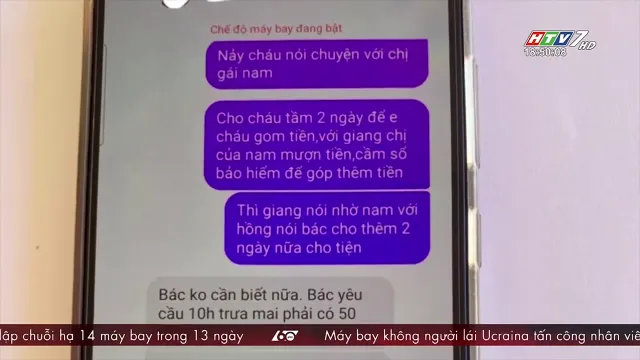 Chế độ máy bay đang bật
HTV7 HD
18:50:08
Nảy cháu nói chuyện với chị
gái nam
Cho cháu tầm 2 ngày để e
cháu gom tiền,với giang chị
của nam mượn tiền,cầm sổ
bảo hiểm để góp thêm tiền
Thì giang nói nhờ nam với
hồng nói bác cho thêm 2
ngày nữa cho tiện
Bác ko cần biết nữa. Bác yêu
cầu 10h trưa mai phải có 50
lập chuỗi hạ 14 máy bay trong 13 ngày
60
Máy bay không người lái Ucraina tấn công nhân viê